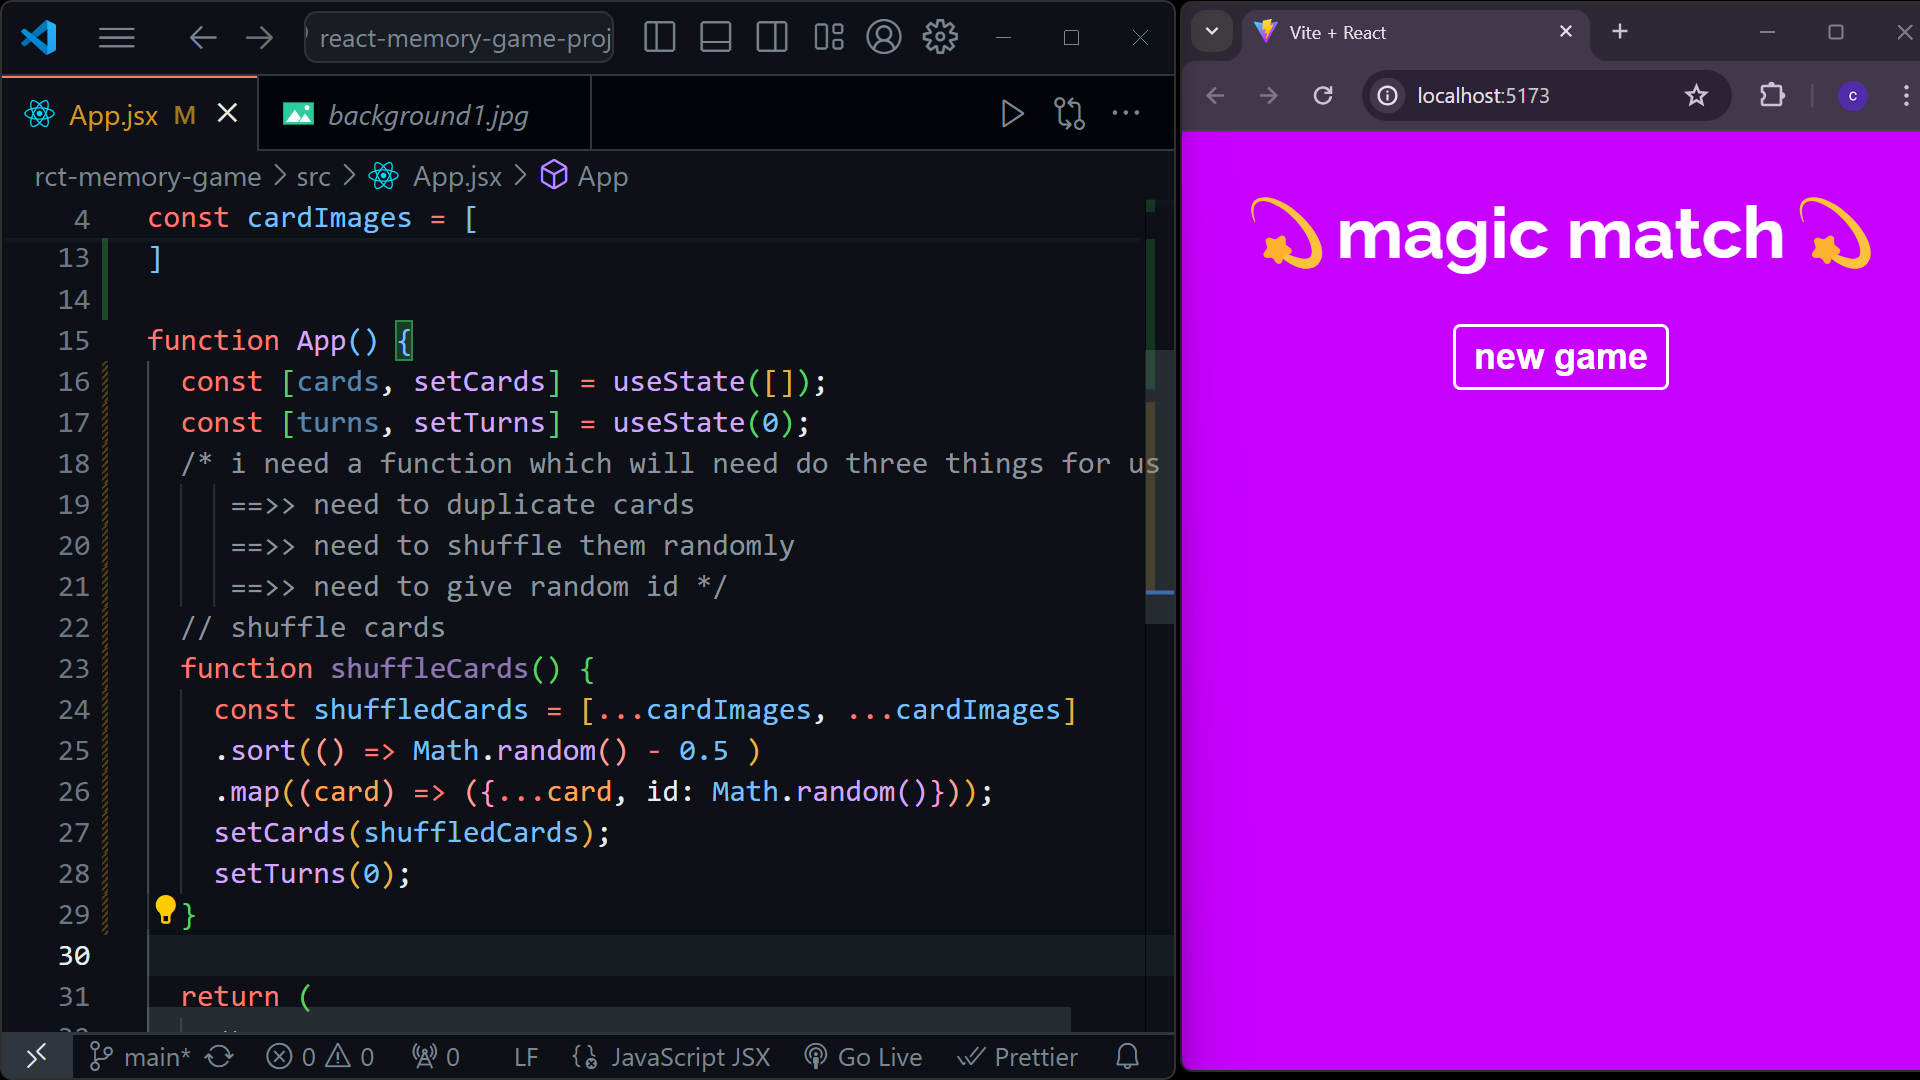 react-memory-game-proj
App.jsx M
background1.jpg
rct-memory-game > src > App.jsx > App
4 const cardImages = [
13 ]
14
15 function App() {
16 const [cards, setCards] = useState([]);
17 const [turns, setTurns] = useState(0);
18 /* i need a function which will need do three things for us
19 ==>> need to duplicate cards
20 ==>> need to shuffle them randomly
21 ==>> need to give random id */
22 // shuffle cards
23 function shuffleCards() {
24 const shuffledCards = [...cardImages, ...cardImages]
25 .sort(() => Math.random() - 0.5 )
26 .map((card) => ({...card, id: Math.random()}));
27 setCards(shuffledCards);
28 setTurns(0);
29 }
30
31 return (
main* 0 0 0 LF JavaScript JSX Go Live Prettier
Vite + React
localhost:5173
c
magic match
new game